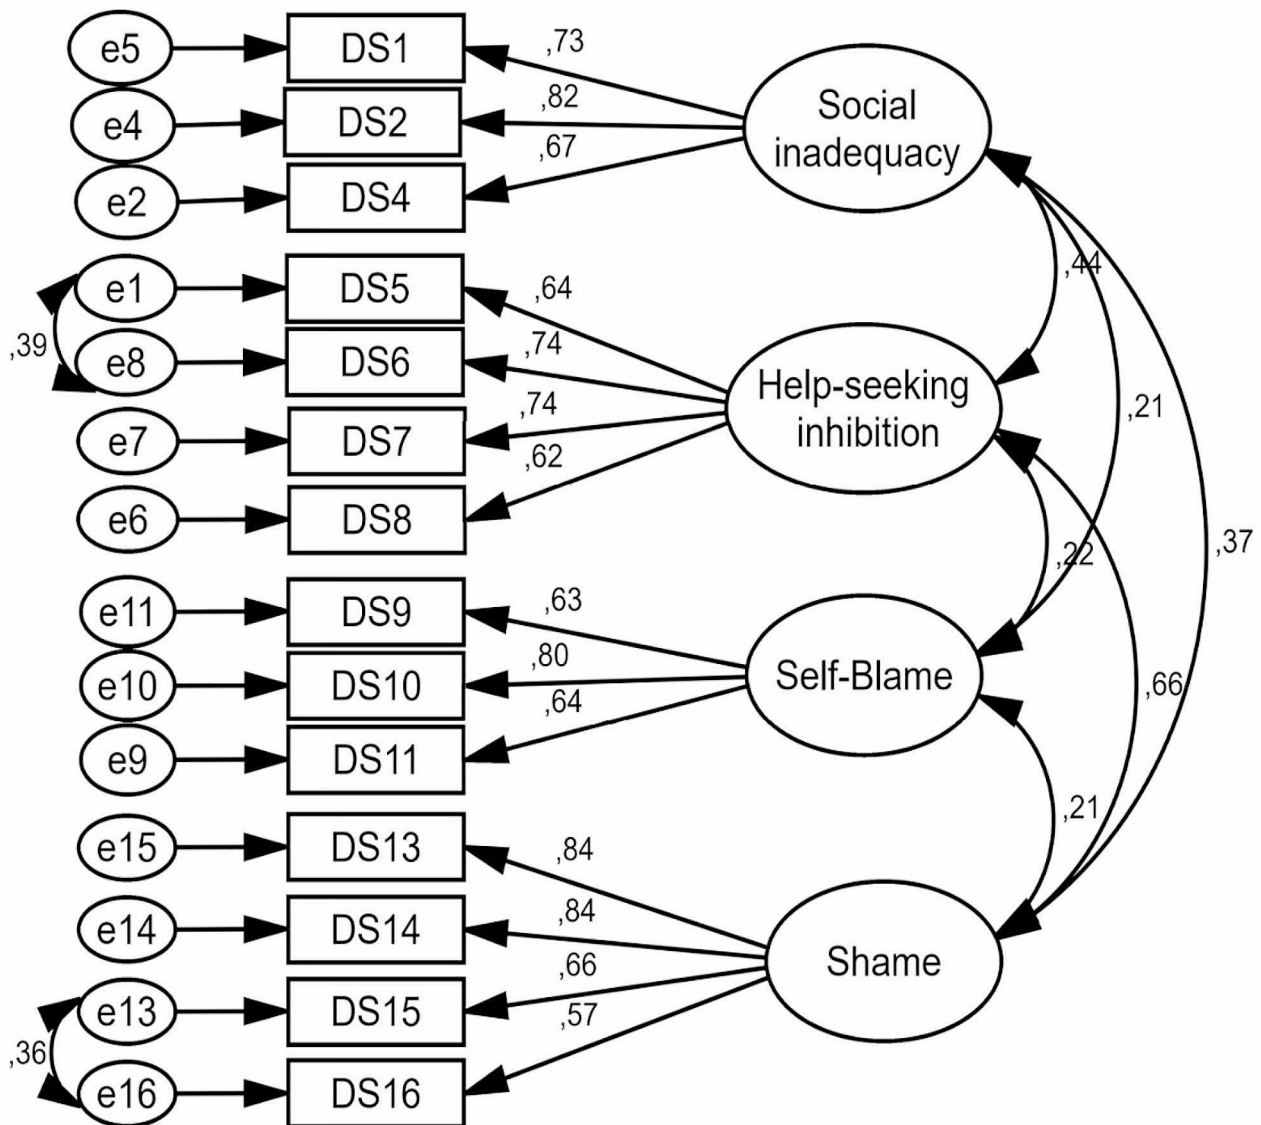 e5
DS1
,73
e4
DS2
,82
e2
DS4
,67
Social
inadequacy
e1
DS5
,64
,39
e8
DS6
,74
e7
DS7
,74
e6
DS8
,62
Help-seeking
inhibition
,44
,21
,37
,22
,66
e11
DS9
,63
e10
DS10
,80
e9
DS11
,64
Self-Blame
,21
e15
DS13
,84
e14
DS14
,84
e13
DS15
,66
,36
e16
DS16
,57
Shame